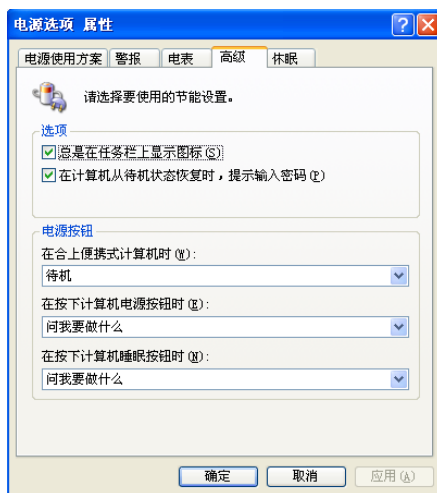 电源选项 属性
电源使用方案 警报 电表 高级 休眠
请选择要使用的节能设置。
选项
总是在任务栏上显示图标(S)
在计算机从待机状态恢复时，提示输入密码(P)
电源按钮
在合上便携式计算机时(W):
待机
在按下计算机电源按钮时(E):
问我要做什么
在按下计算机睡眠按钮时(N):
问我要做什么
确定 取消 应用(A)